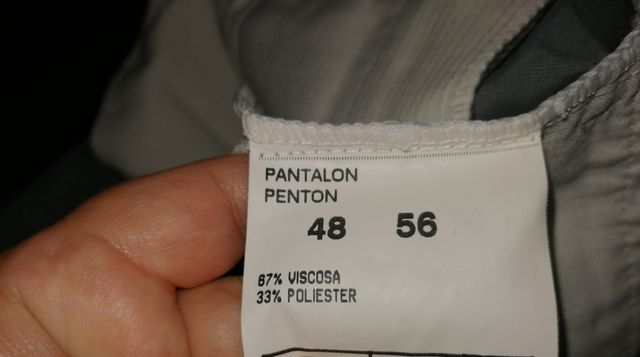 PANTALON
PENTON
48 56
67% VISCOSA
33% POLIESTER